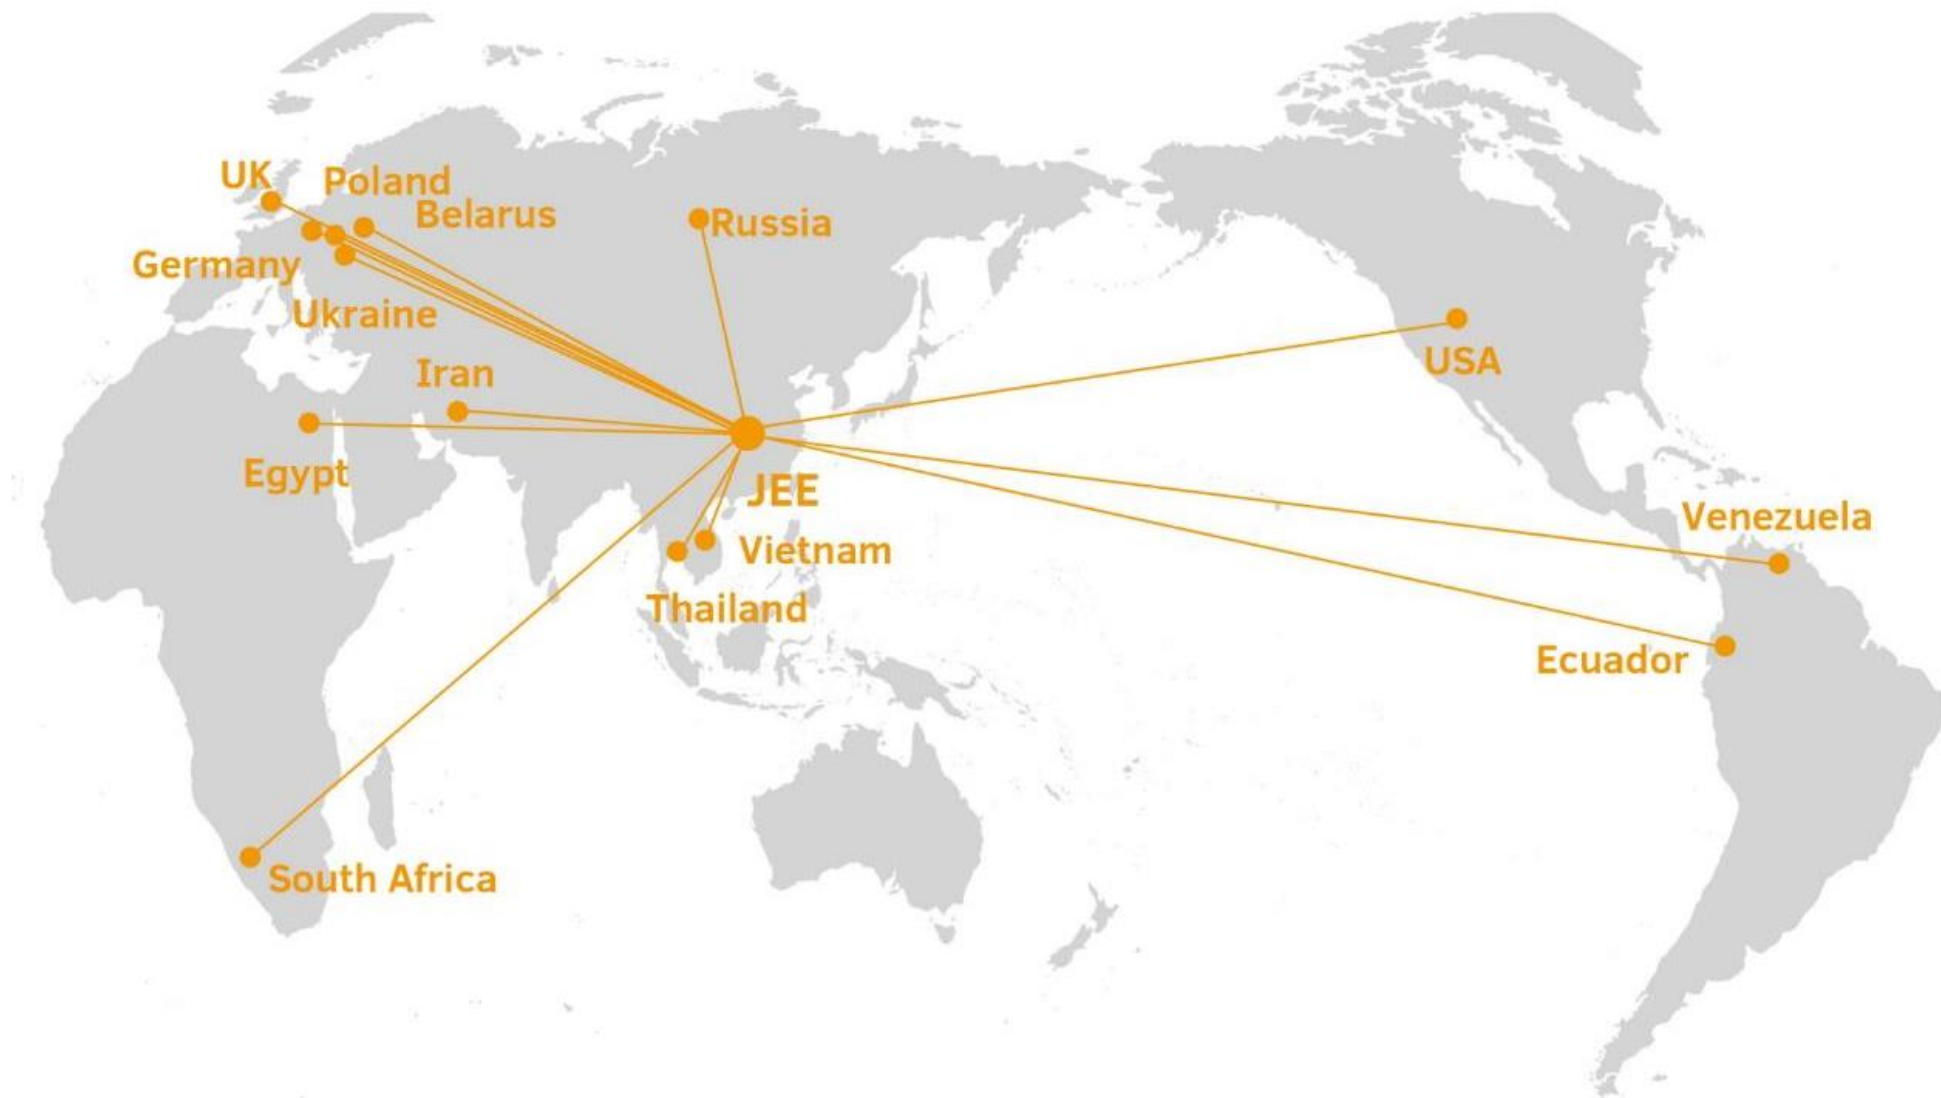 UK
Poland
Belarus
Russia
Germany
Ukraine
Iran
USA
Egypt
JEE
Venezuela
Vietnam
Thailand
Ecuador
South Africa